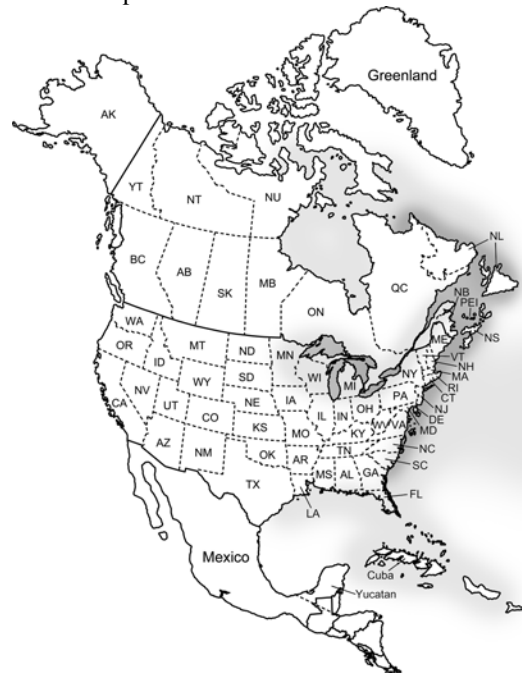 Greenland
AK
YT
NT
NU
NL
BC
AB
SK
MB
ON
QC
NB
PEI
NS
WA
MT
ND
MN
ME
VT
NH
MA
RI
CT
NJ
DE
MD
OR
ID
WY
SD
WI
MI
NY
PA
NV
UT
CO
NE
IA
IL
IN
OH
WV
VA
CA
KS
MO
KY
NC
AZ
NM
OK
AR
TN
SC
TX
MS
AL
GA
FL
LA
Mexico
Cuba
Yucatan